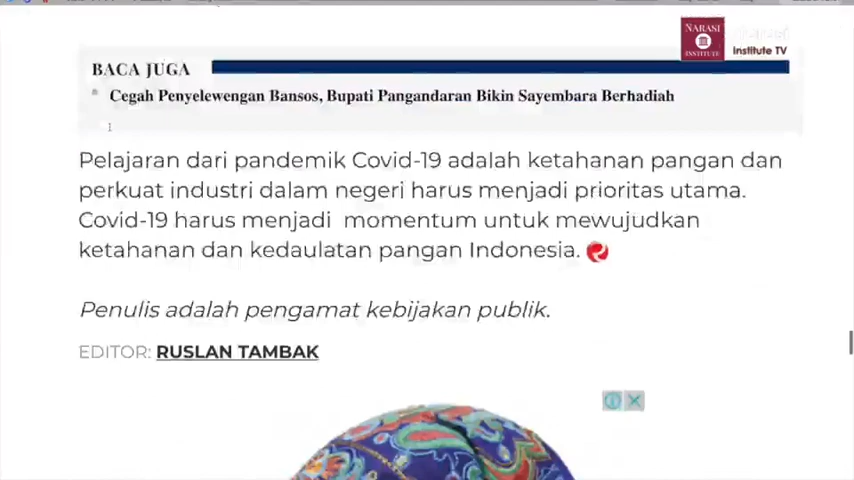 NARASI
INSTITUTE
Institute TV
BACA JUGA
Cegah Penyelewengan Bansos, Bupati Pangandaran Bikin Sayembara Berhadiah
1
Pelajaran dari pandemik Covid-19 adalah ketahanan pangan dan
perkuat industri dalam negeri harus menjadi prioritas utama.
Covid-19 harus menjadi momentum untuk mewujudkan
ketahanan dan kedaulatan pangan Indonesia.
Penulis adalah pengamat kebijakan publik.
EDITOR: RUSLAN TAMBAK